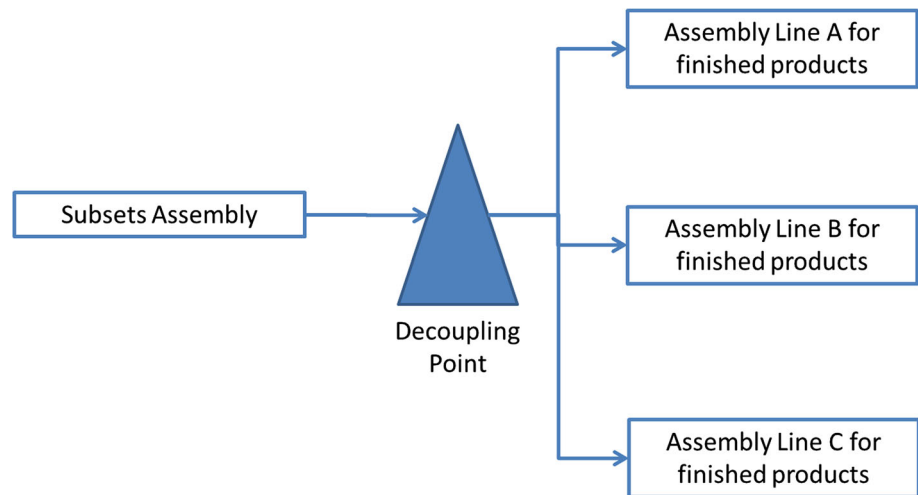 Assembly Line A for
finished products
Subsets Assembly
Assembly Line B for
finished products
Decoupling
Point
Assembly Line C for
finished products